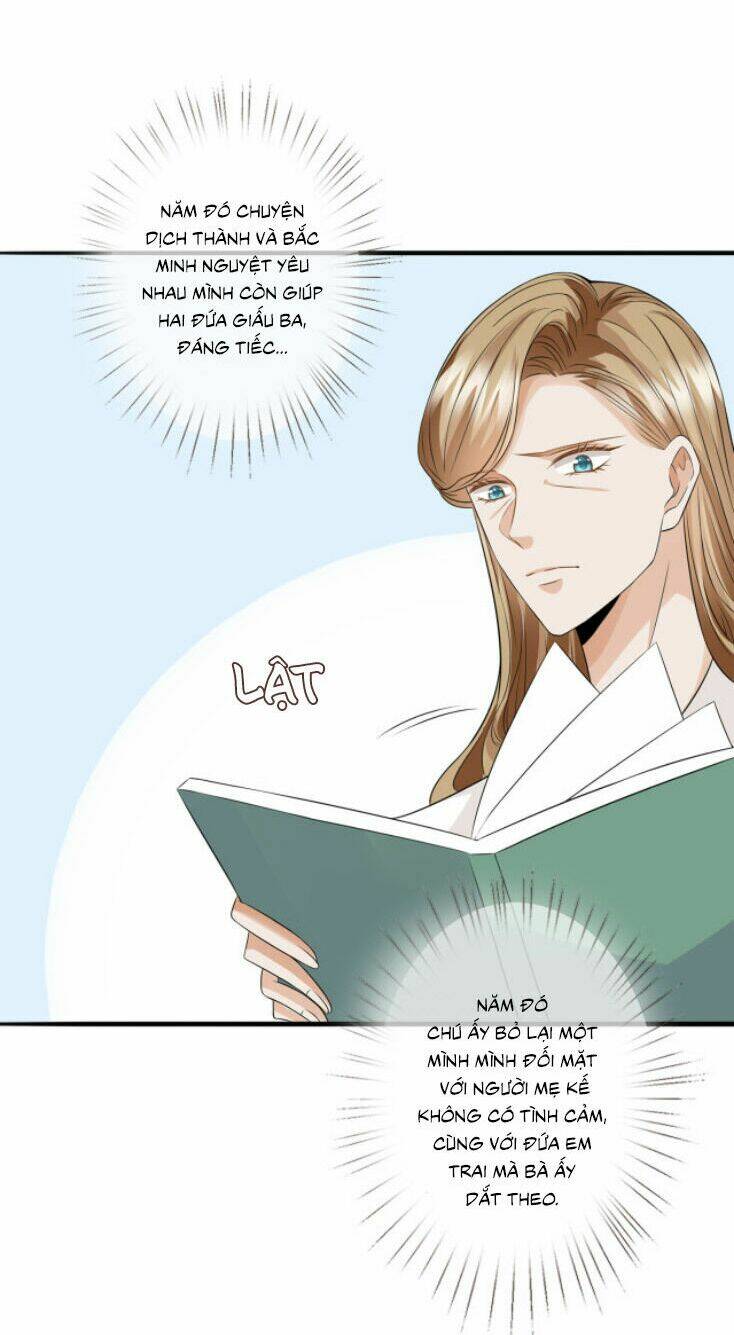 NĂM ĐÓ CHUYỆN
DỊCH THÀNH VÀ BẮC
MINH NGUYỆT YÊU
NHAU MÌNH CÒN GIÚP
HAI ĐỨA GIẤU BA,
ĐÁNG TIẾC...
LẬT
NĂM ĐÓ
CHÚ ẤY BỎ LẠI MỘT
MÌNH MÌNH ĐỐI MẶT
VỚI NGƯỜI MẸ KẾ
KHÔNG CÓ TÌNH CẢM,
CÙNG VỚI ĐỨA EM
TRAI MÀ BÀ ẤY
DẮT THEO.